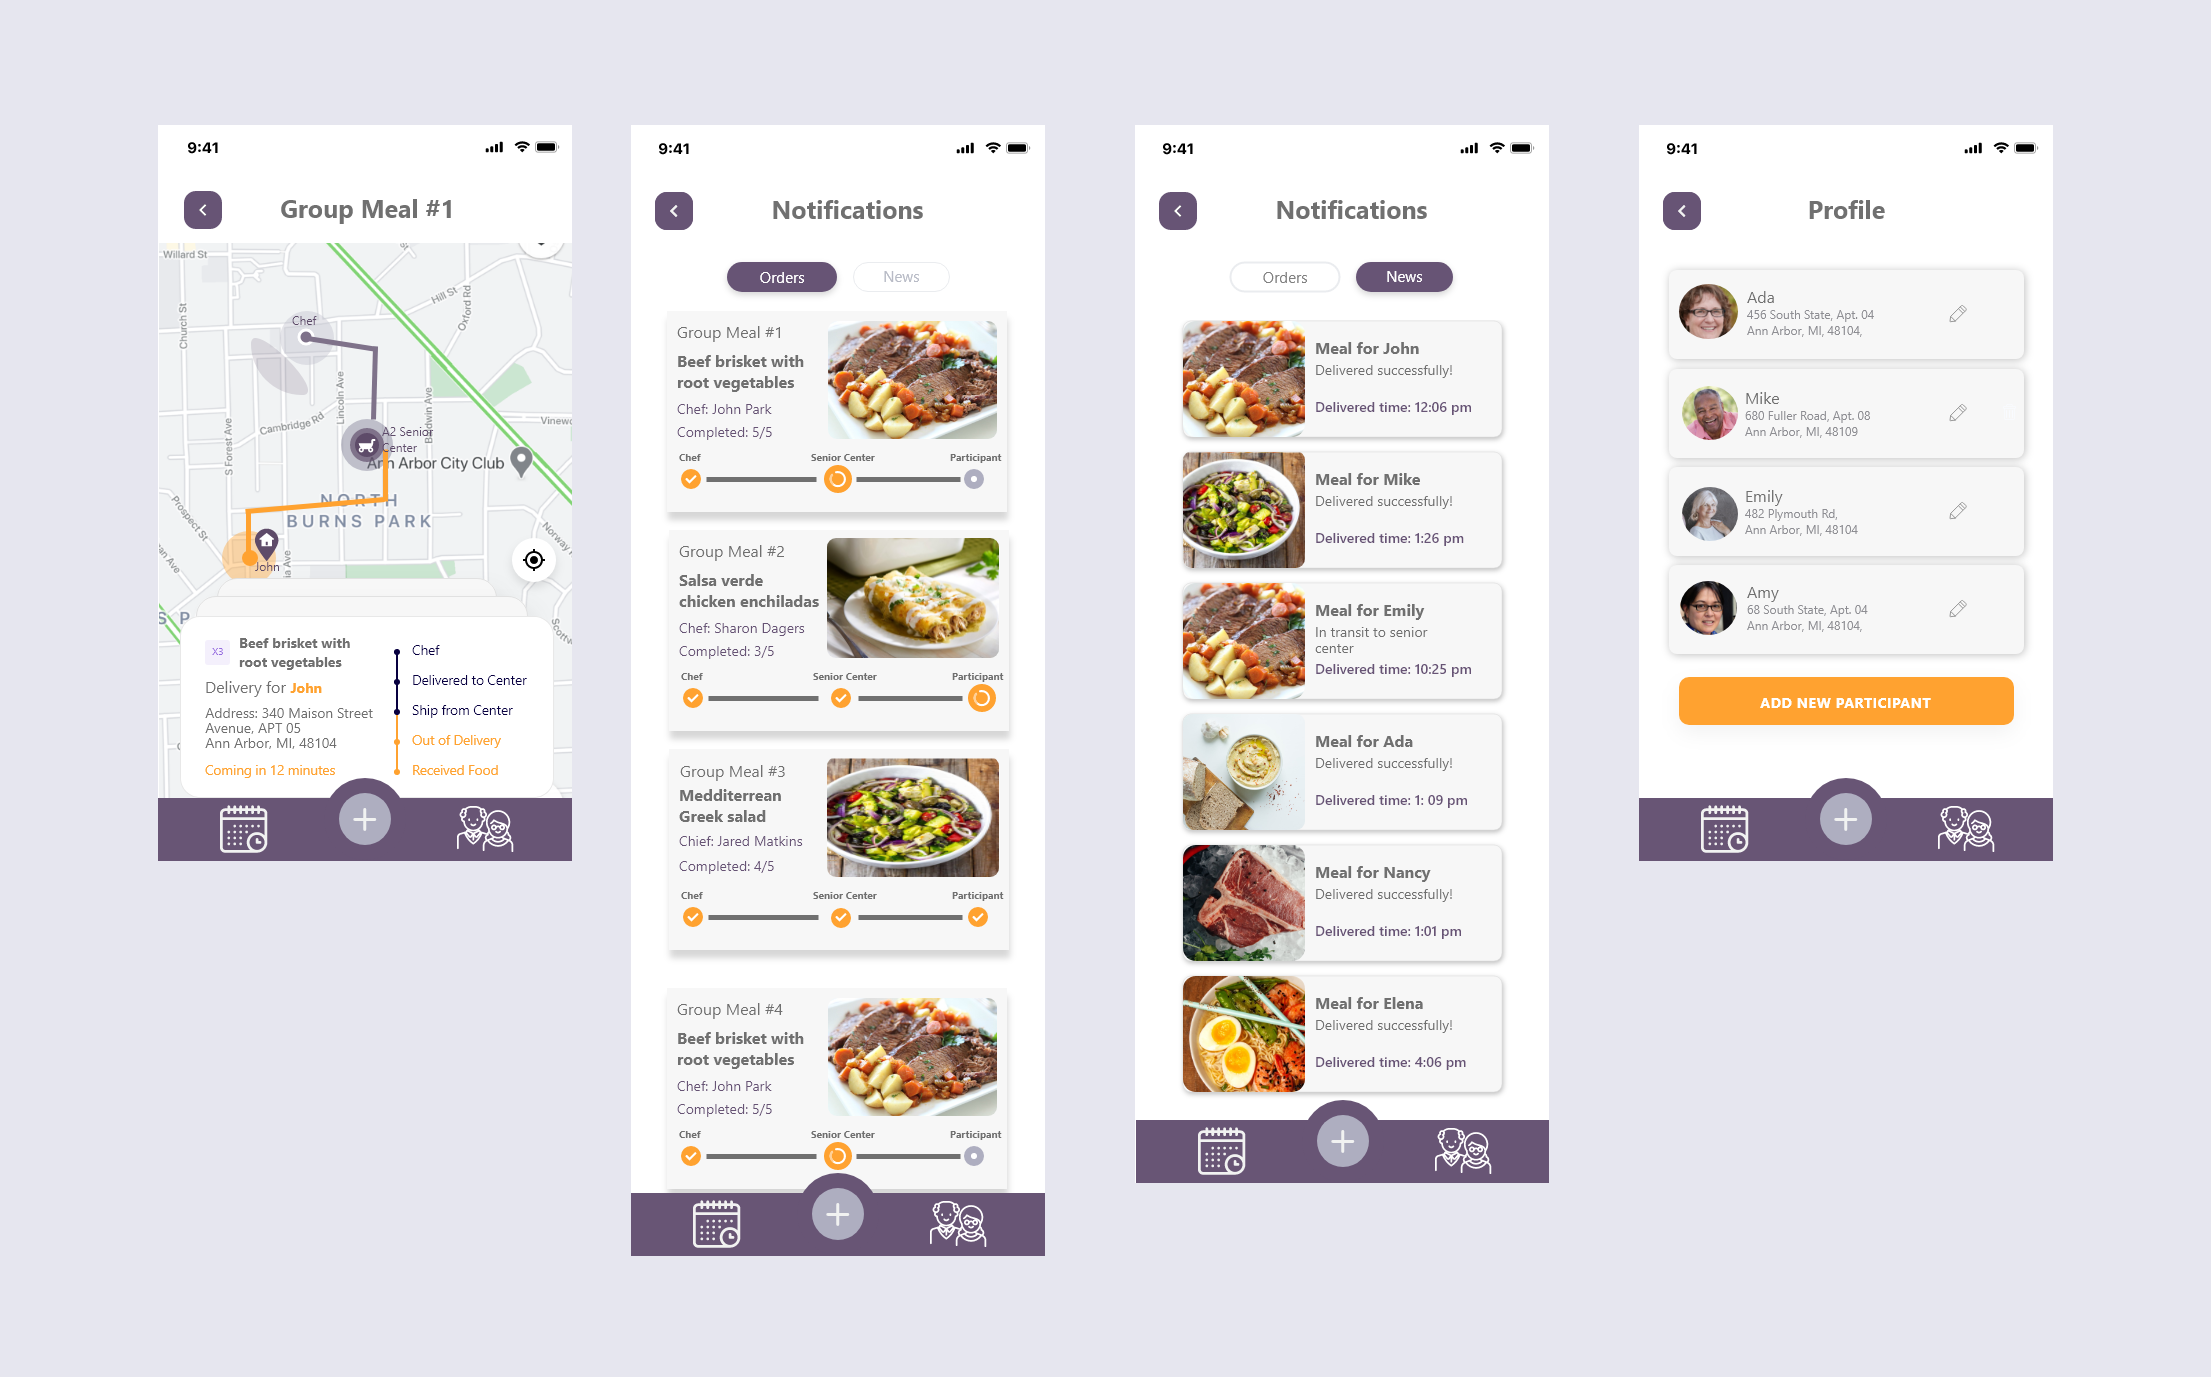 9:41
Group Meal #1
Willard St
Church St
Hill St
Oxford Rd
Chef
Lincoln Ave
Baldwin Ave
Cambridge Rd
S Forest Ave
A2 Senior
Center
Ann Arbor City Club
Vinewo
NORTH
BURNS PARK
Prospect St
Norway
an Ave
ia Ave
John
S P
Scottw
X3
Beef brisket with
root vegetables
Delivery for John
Address: 340 Maison Street
Avenue, APT 05
Ann Arbor, MI, 48104
Coming in 12 minutes
Chef
Delivered to Center
Ship from Center
Out of Delivery
Received Food
9:41
Notifications
Orders
News
Group Meal #1
Beef brisket with
root vegetables
Chef: John Park
Completed: 5/5
Chef
Senior Center
Participant
Group Meal #2
Salsa verde
chicken enchiladas
Chef: Sharon Dagers
Completed: 3/5
Chef
Senior Center
Participant
Group Meal #3
Medditerrean
Greek salad
Chief: Jared Matkins
Completed: 4/5
Chef
Senior Center
Participant
Group Meal #4
Beef brisket with
root vegetables
Chef: John Park
Completed: 5/5
Chef
Senior Center
Participant
9:41
Notifications
Orders
News
Meal for John
Delivered successfully!
Delivered time: 12:06 pm
Meal for Mike
Delivered successfully!
Delivered time: 1:26 pm
Meal for Emily
In transit to senior
center
Delivered time: 10:25 pm
Meal for Ada
Delivered successfully!
Delivered time: 1: 09 pm
Meal for Nancy
Delivered successfully!
Delivered time: 1:01 pm
Meal for Elena
Delivered successfully!
Delivered time: 4:06 pm
9:41
Profile
Ada
456 South State, Apt. 04
Ann Arbor, MI, 48104,
Mike
680 Fuller Road, Apt. 08
Ann Arbor, MI, 48109
Emily
482 Plymouth Rd,
Ann Arbor, MI, 48104
Amy
68 South State, Apt. 04
Ann Arbor, MI, 48104,
ADD NEW PARTICIPANT